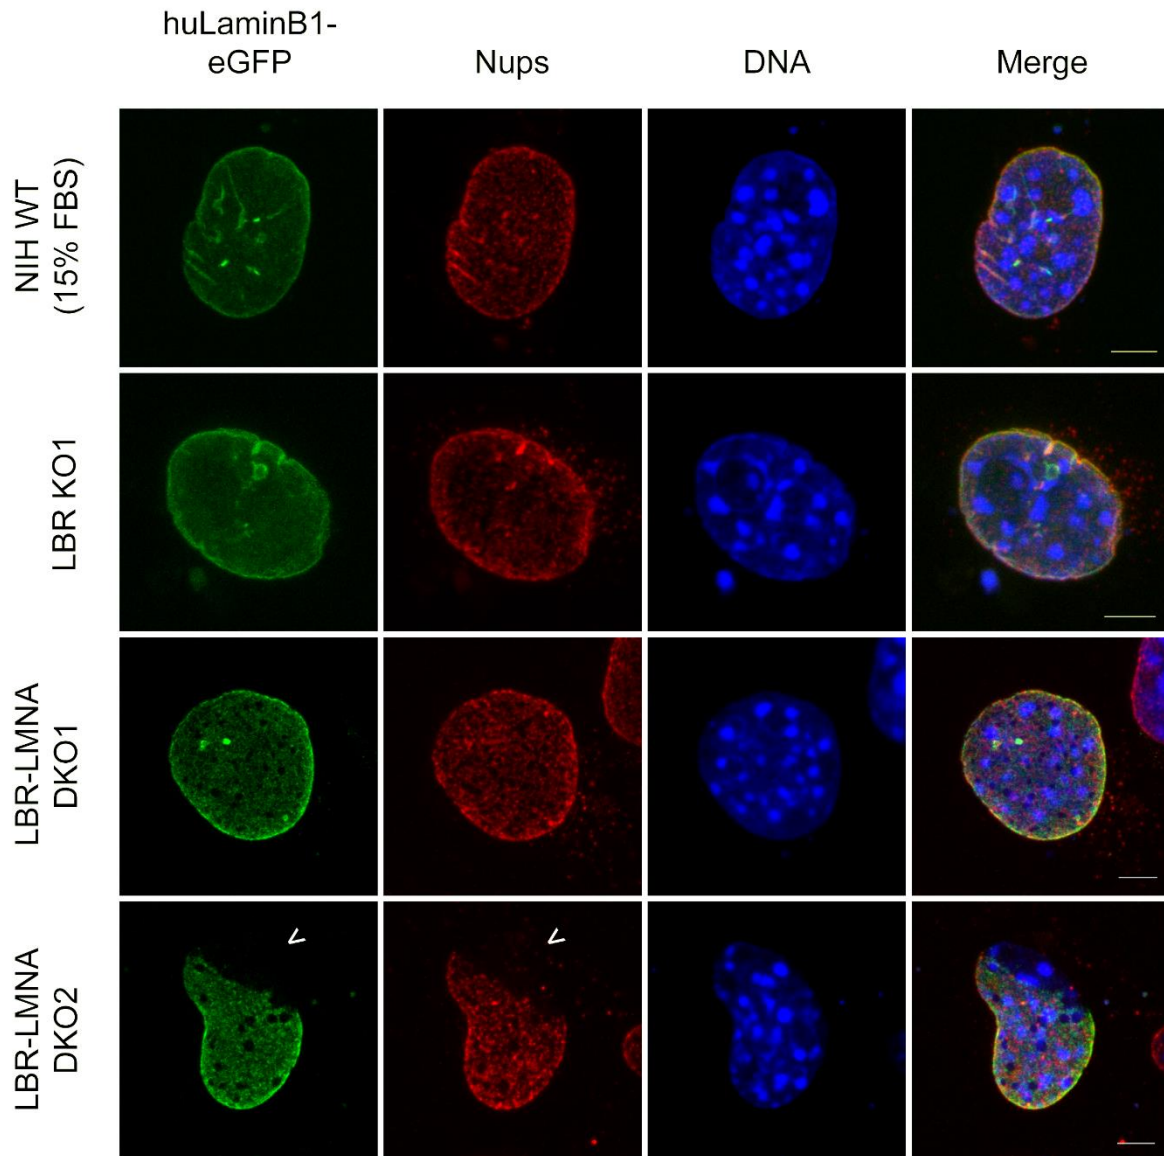 huLaminB1-
eGFP
Nups
DNA
Merge
NIH WT
(15% FBS)
LBR KO1
LBR-LMNA
DKO1
LBR-LMNA
DKO2